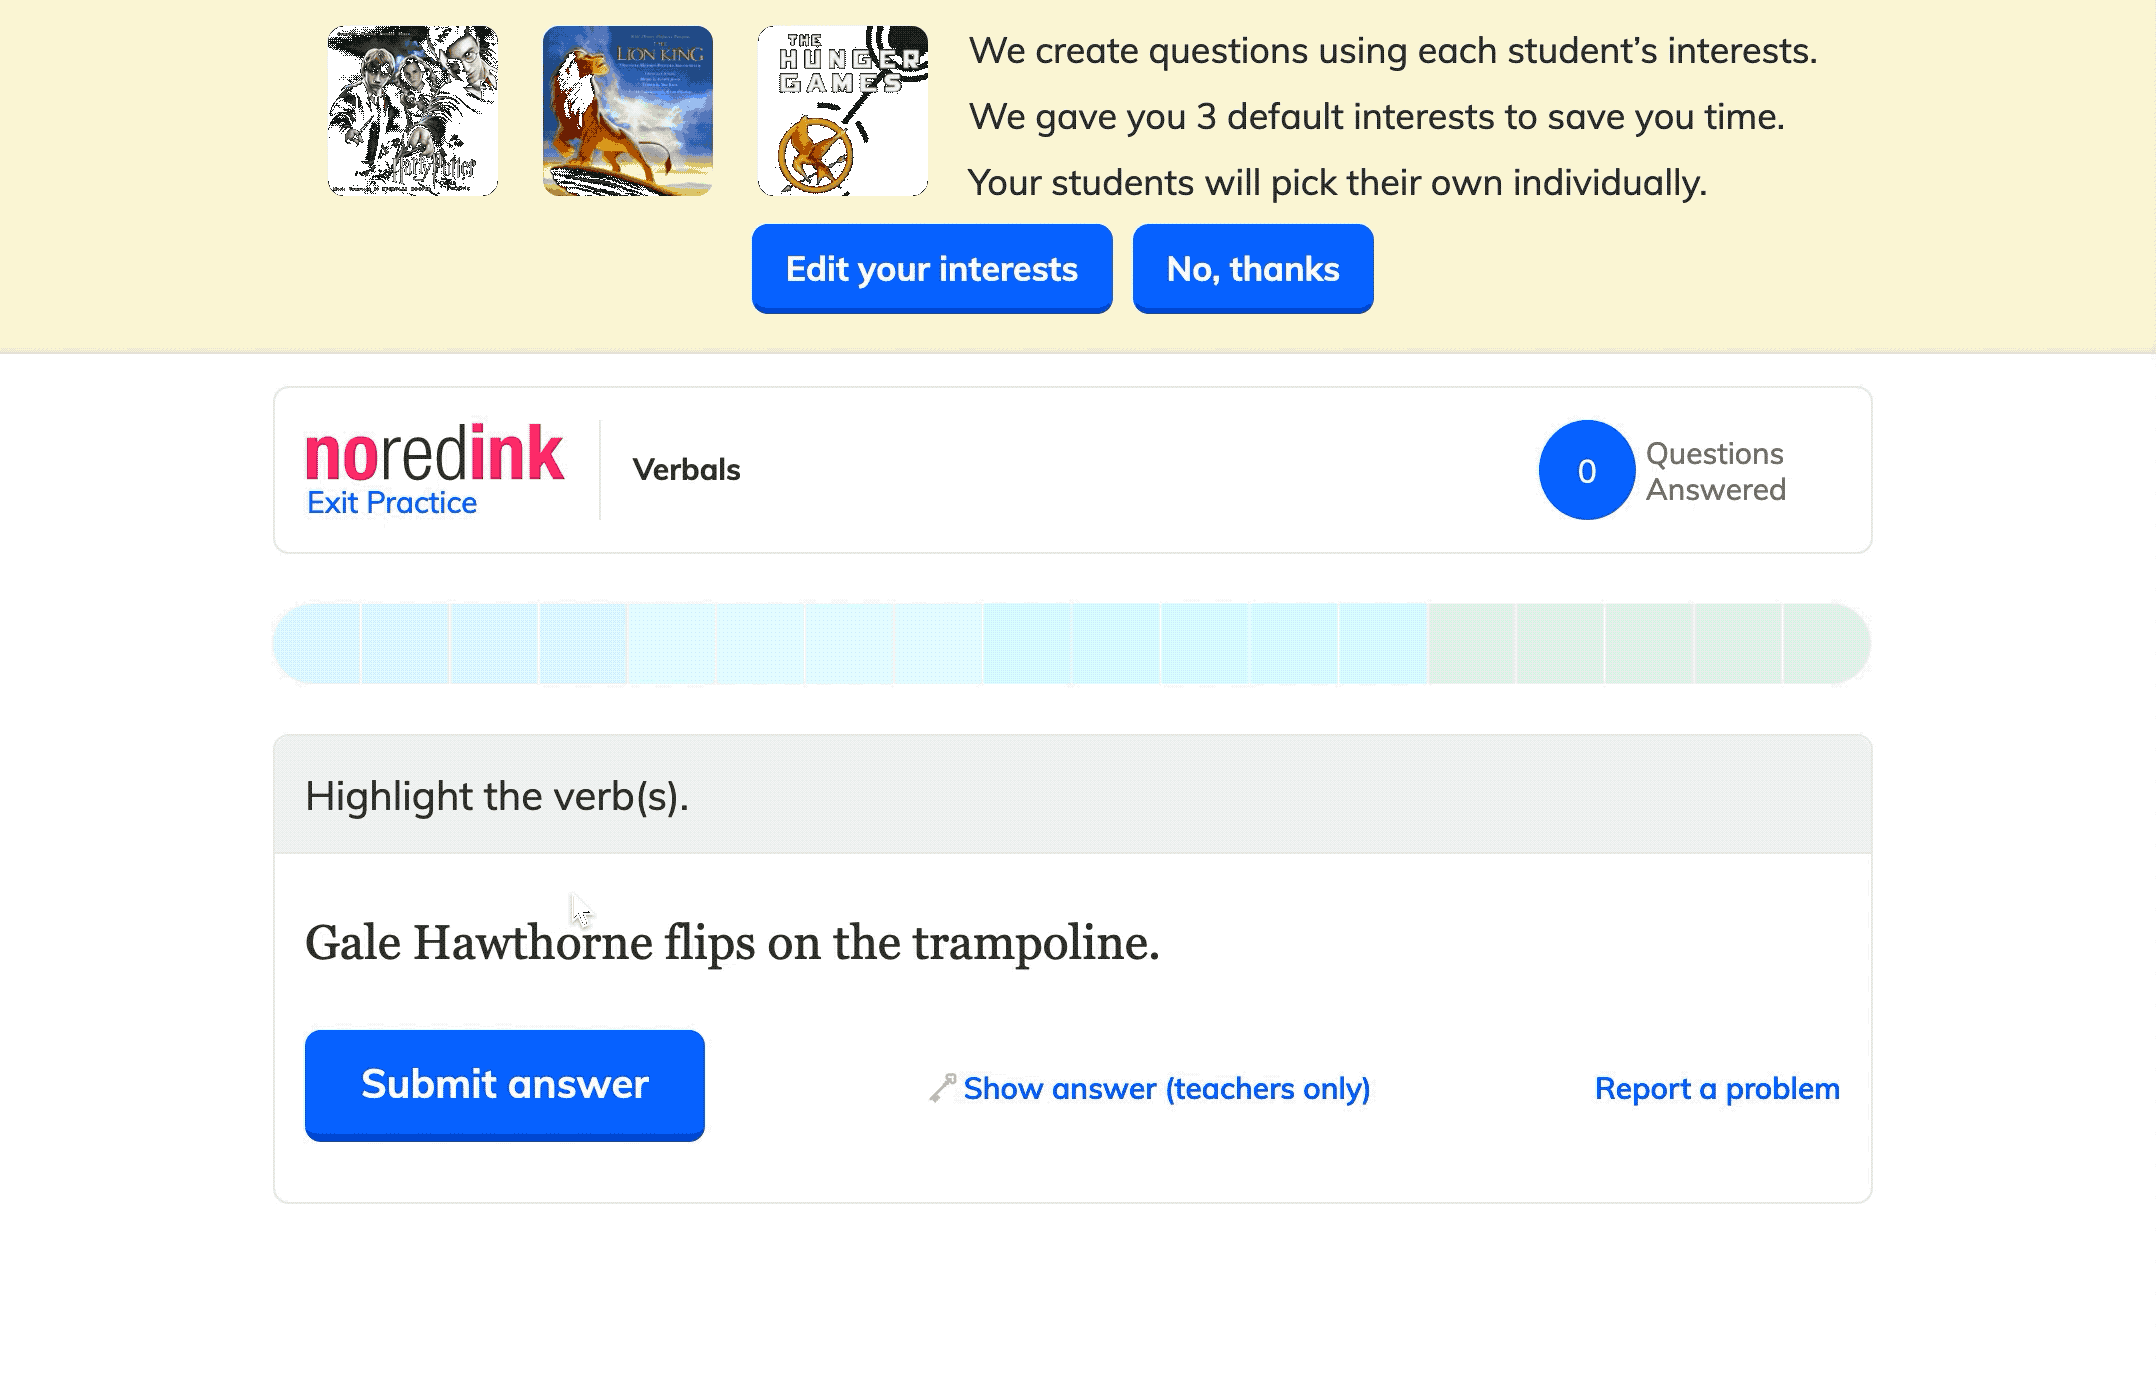 Harry Potter
THE
LION KING
THE
HUNGER
GAMES
We create questions using each student’s interests.
We gave you 3 default interests to save you time.
Your students will pick their own individually.
Edit your interests
No, thanks
noredink
Exit Practice
Verbals
0
Questions
Answered
Highlight the verb(s).
Gale Hawthorne flips on the trampoline.
Submit answer
Show answer (teachers only)
Report a problem